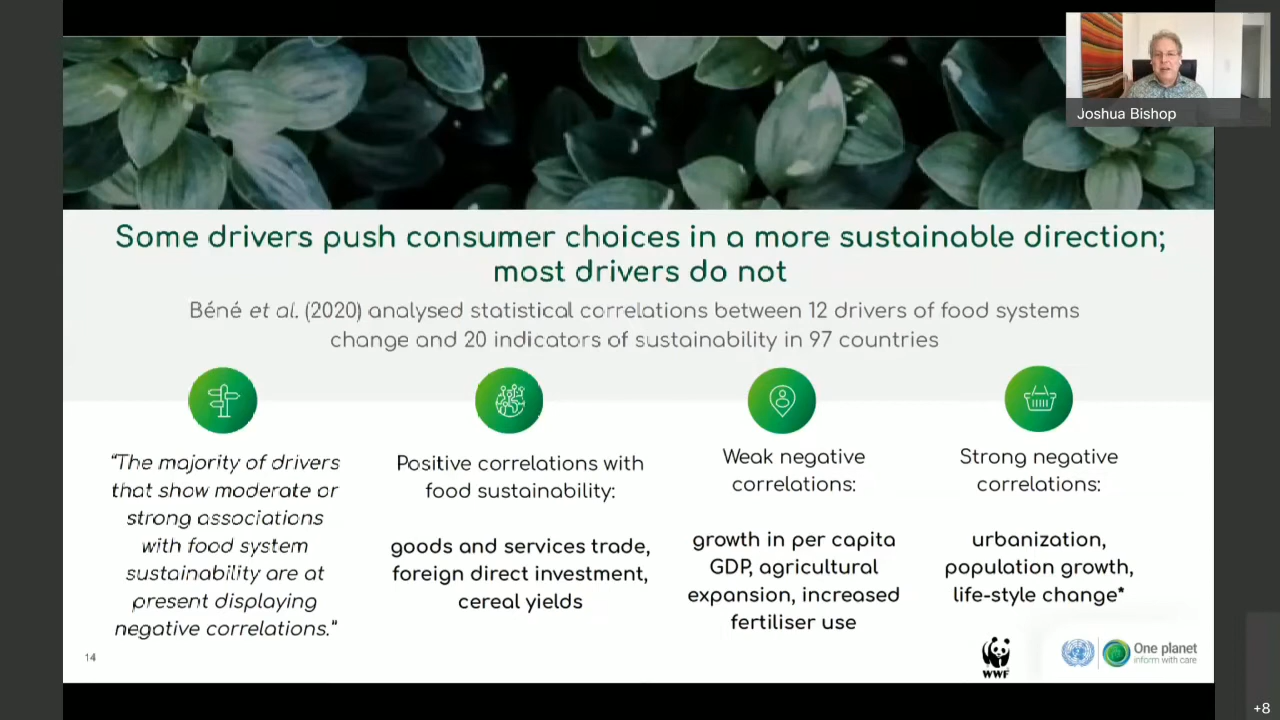 Joshua Bishop
Some drivers push consumer choices in a more sustainable direction;
most drivers do not
Béné et al. (2020) analysed statistical correlations between 12 drivers of food systems
change and 20 indicators of sustainability in 97 countries
“The majority of drivers
that show moderate or
strong associations
with food system
sustainability are at
present displaying
negative correlations.”
Positive correlations with
food sustainability:
goods and services trade,
foreign direct investment,
cereal yields
Weak negative
correlations:
growth in per capita
GDP, agricultural
expansion, increased
fertiliser use
Strong negative
correlations:
urbanization,
population growth,
life-style change*
14
WWF
One planet
inform with care
+8